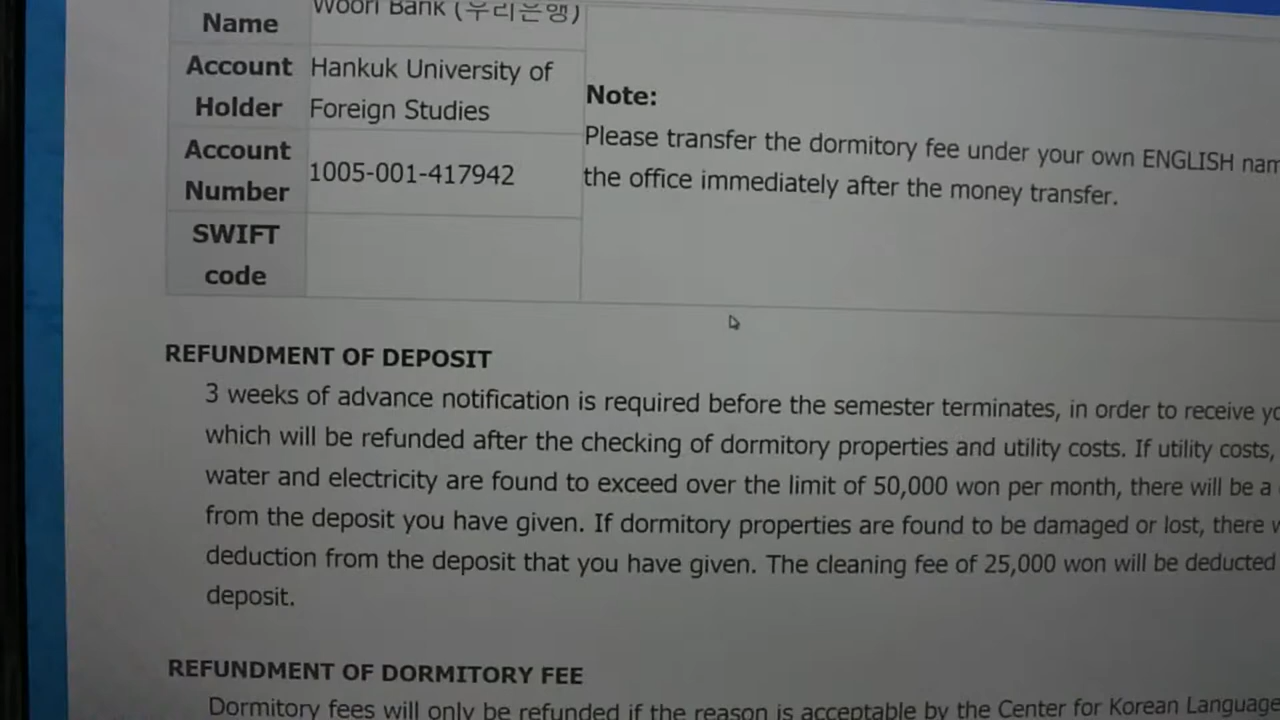 Name
Woori Bank (우리은행)
Account Holder
Hankuk University of
Foreign Studies
Account
Number
1005-001-417942
SWIFT
code
Note:
Please transfer the dormitory fee under your own ENGLISH
the office immediately after the money transfer.
REFUNDMENT OF DEPOSIT
3 weeks of advance notification is required before the semester terminates, in order to receive
which will be refunded after the checking of dormitory properties and utility costs. If utility costs,
water and electricity are found to exceed over the limit of 50,000 won per month, there will be a
from the deposit you have given. If dormitory properties are found to be damaged or lost, there
deduction from the deposit that you have given. The cleaning fee of 25,000 won will be deducted
deposit.
REFUNDMENT OF DORMITORY FEE
Dormitory fees will only be refunded if the reason is acceptable by the Center for Korean Language